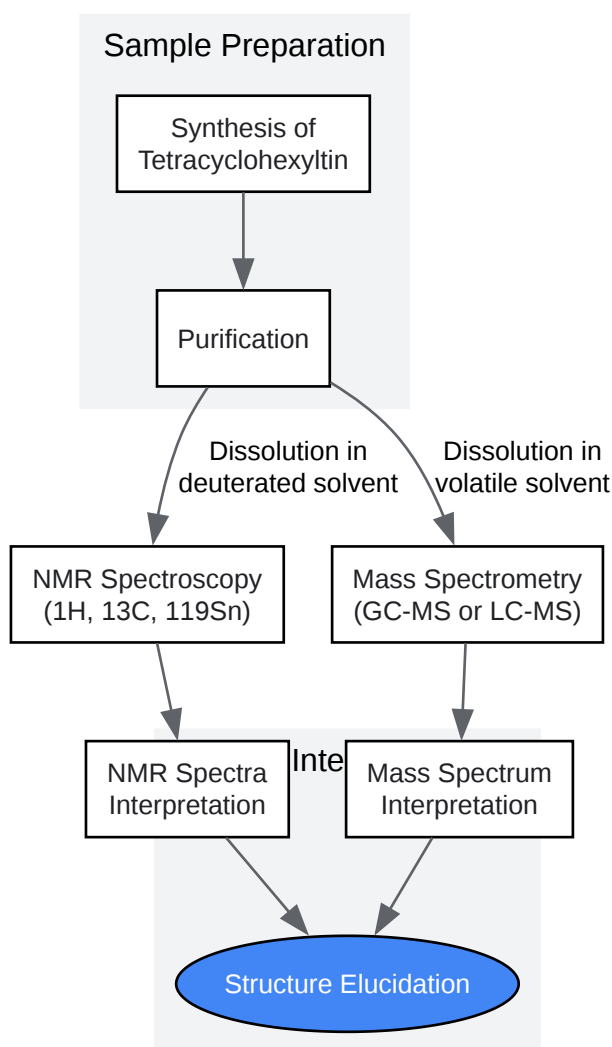 Sample Preparation
Synthesis of
Tetracyclohexyltin
Purification
Dissolution in
deuterated solvent
Dissolution in
volatile solvent
NMR Spectroscopy
(1H, 13C, 119Sn)
Mass Spectrometry
(GC-MS or LC-MS)
NMR Spectra
Interpretation
Mass Spectrum
Interpretation
Structure Elucidation